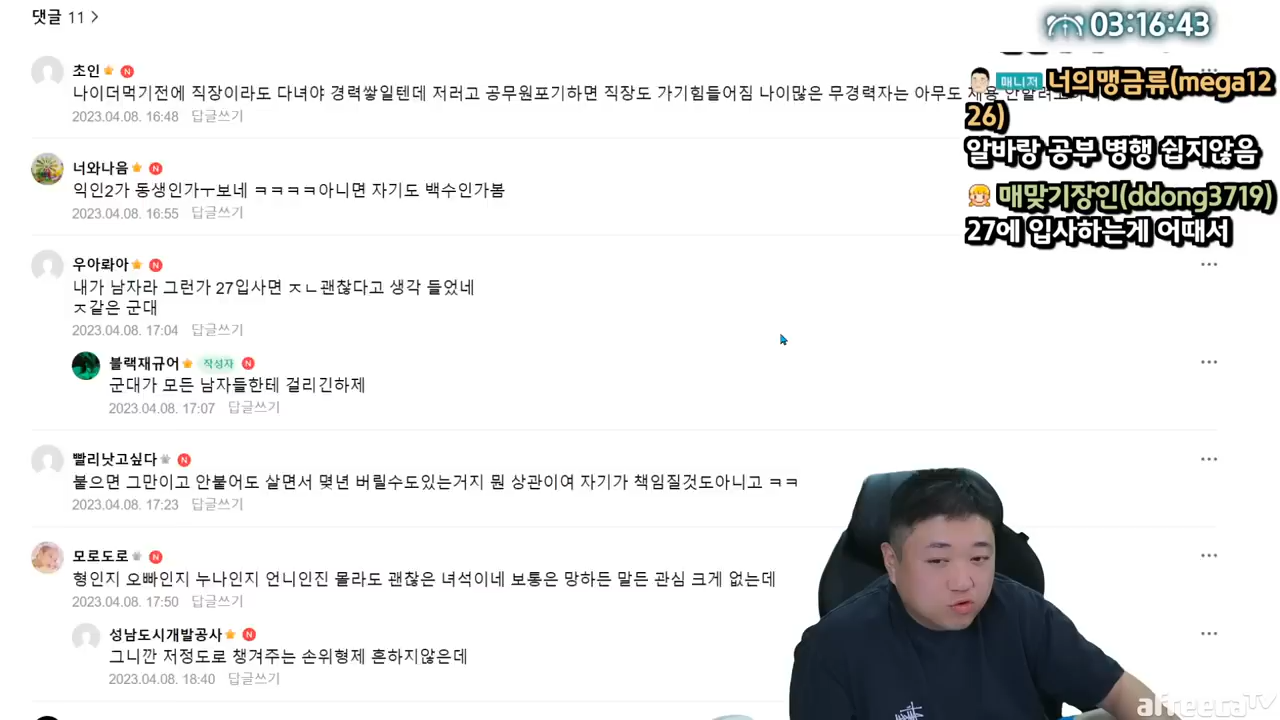 댓글 11 >
03:16:43
초인
나이더먹기전에 직장이라도 다녀야 경력쌓일텐데 저러고 공무원포기하면 직장도 가기힘들어짐 나이많은 무경력자는 아무도
2023.04.08. 16:48 답글쓰기
매니저 너의맹금류(mega12
26)
알바랑 공부 병행 쉽지않음
매맞기장인(ddong3719)
27에 입사하는게 어때서
너와나음
익인2가 동생인가ㅜ보네 ㅋㅋㅋㅋ아니면 자기도 백수인가봄
2023.04.08. 16:55 답글쓰기
우아롸아
내가 남자라 그런가 27입사면 ㅈㄴ괜찮다고 생각 들었네
ㅈ같은 군대
2023.04.08. 17:04 답글쓰기
블랙재규어 작성자
군대가 모든 남자들한테 걸리긴하제
2023.04.08. 17:07 답글쓰기
빨리낫고싶다
붙으면 그만이고 안붙어도 살면서 몇년 버릴수도있는거지 뭔 상관이여 자기가 책임질것도아니고 ㅋㅋ
2023.04.08. 17:23 답글쓰기
모로도로
형인지 오빠인지 누나인지 언니인진 몰라도 괜찮은 녀석이네 보통은 망하든 말든 관심 크게 없는데
2023.04.08. 17:50 답글쓰기
성남도시개발공사
그니깐 저정도로 챙겨주는 손위형제 흔하지않은데
2023.04.08. 18:40 답글쓰기
afreecaTV